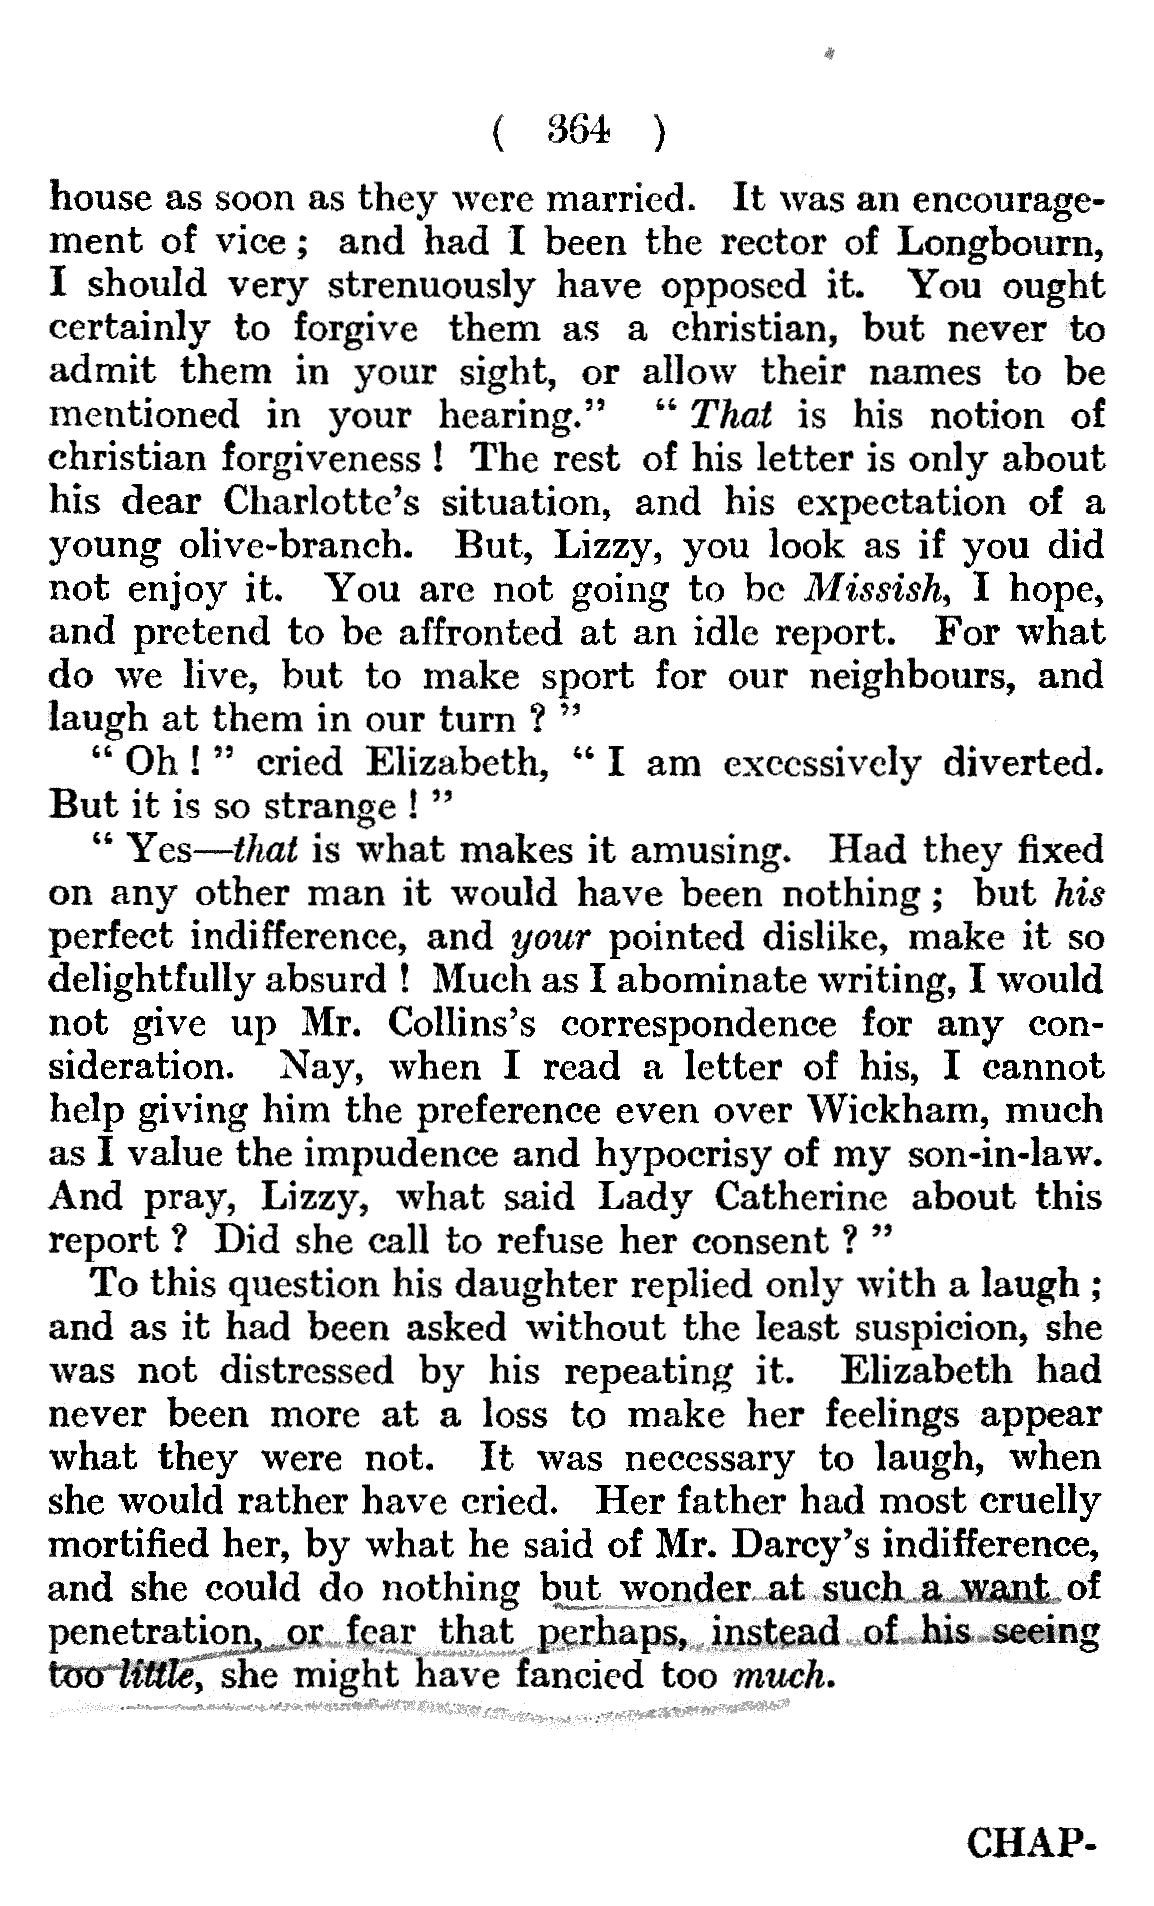 ( 364 )
house as soon as they were married. It was an encourage-
ment of vice ; and had I been the rector of Longbourn,
I should very strenuously have opposed it. You ought
certainly to forgive them as a christian, but never to
admit them in your sight, or allow their names to be
mentioned in your hearing.” “ That is his notion of
christian forgiveness ! The rest of his letter is only about
his dear Charlotte’s situation, and his expectation of a
young olive-branch. But, Lizzy, you look as if you did
not enjoy it. You are not going to be Missish, I hope,
and pretend to be affronted at an idle report. For what
do we live, but to make sport for our neighbours, and
laugh at them in our turn ? ”
“ Oh ! ” cried Elizabeth, “ I am excessively diverted.
But it is so strange ! ”
“ Yes—that is what makes it amusing. Had they fixed
on any other man it would have been nothing ; but his
perfect indifference, and your pointed dislike, make it so
delightfully absurd ! Much as I abominate writing, I would
not give up Mr. Collins’s correspondence for any con-
sideration. Nay, when I read a letter of his, I cannot
help giving him the preference even over Wickham, much
as I value the impudence and hypocrisy of my son-in-law.
And pray, Lizzy, what said Lady Catherine about this
report ? Did she call to refuse her consent ? ”
To this question his daughter replied only with a laugh ;
and as it had been asked without the least suspicion, she
was not distressed by his repeating it. Elizabeth had
never been more at a loss to make her feelings appear
what they were not. It was necessary to laugh, when
she would rather have cried. Her father had most cruelly
mortified her, by what he said of Mr. Darcy’s indifference,
and she could do nothing but wonder at such a want of
penetration, or fear that perhaps, instead of his seeing
too little, she might have fancied too much.
CHAP-